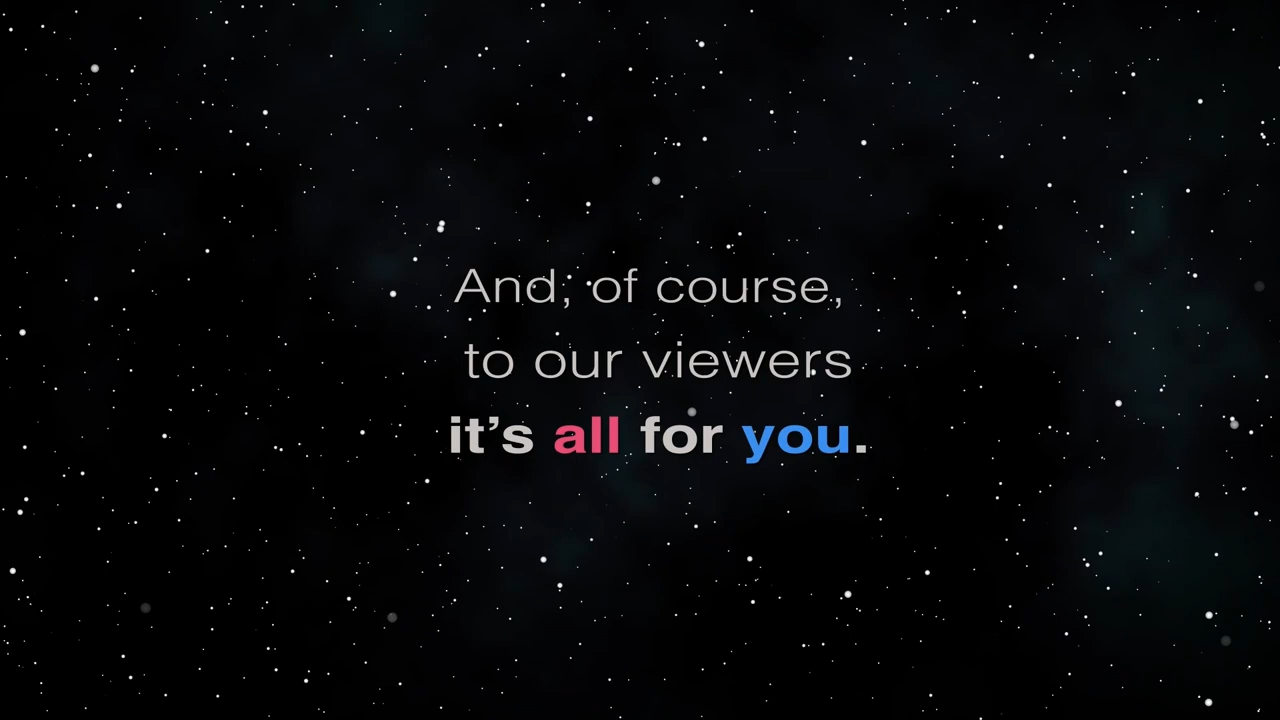 And, of course,
to our viewers
it’s all for you.